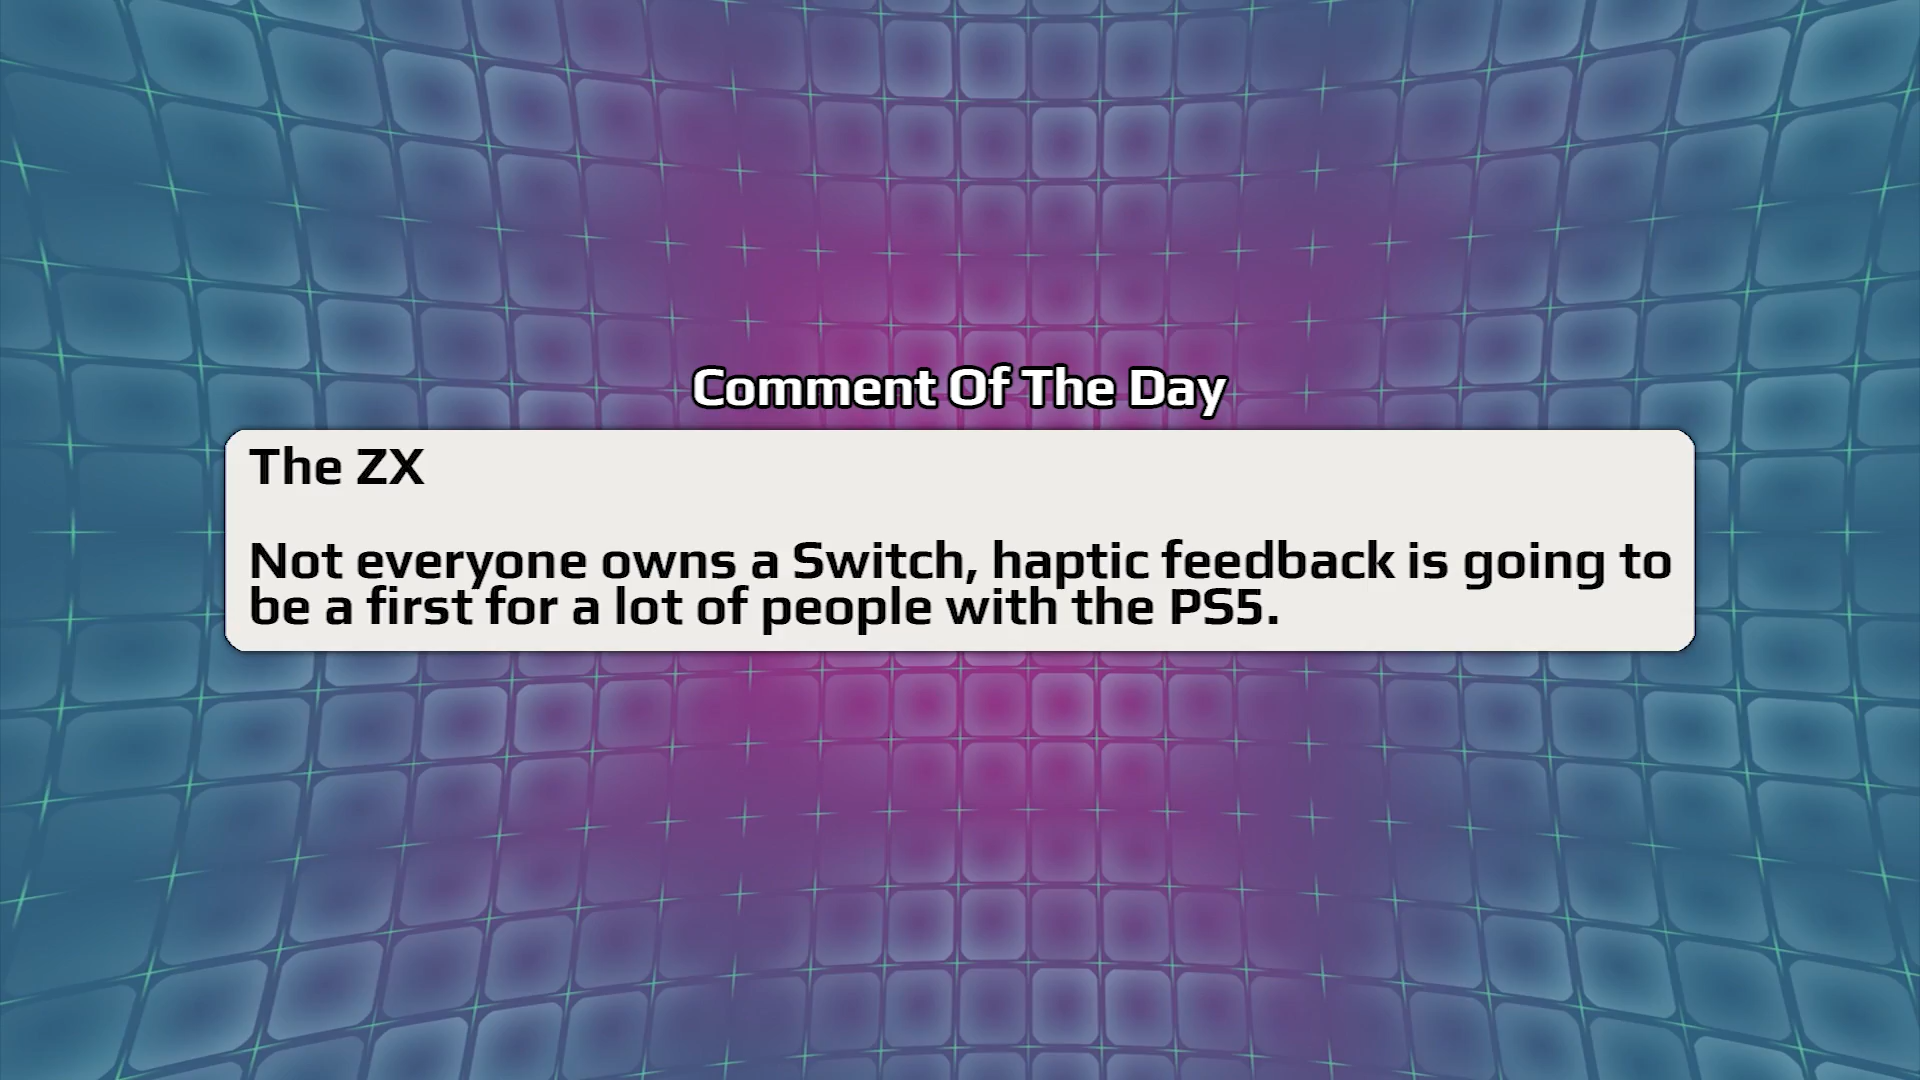 Comment Of The Day
The ZX
Not everyone owns a Switch, haptic feedback is going to
be a first for a lot of people with the PS5.